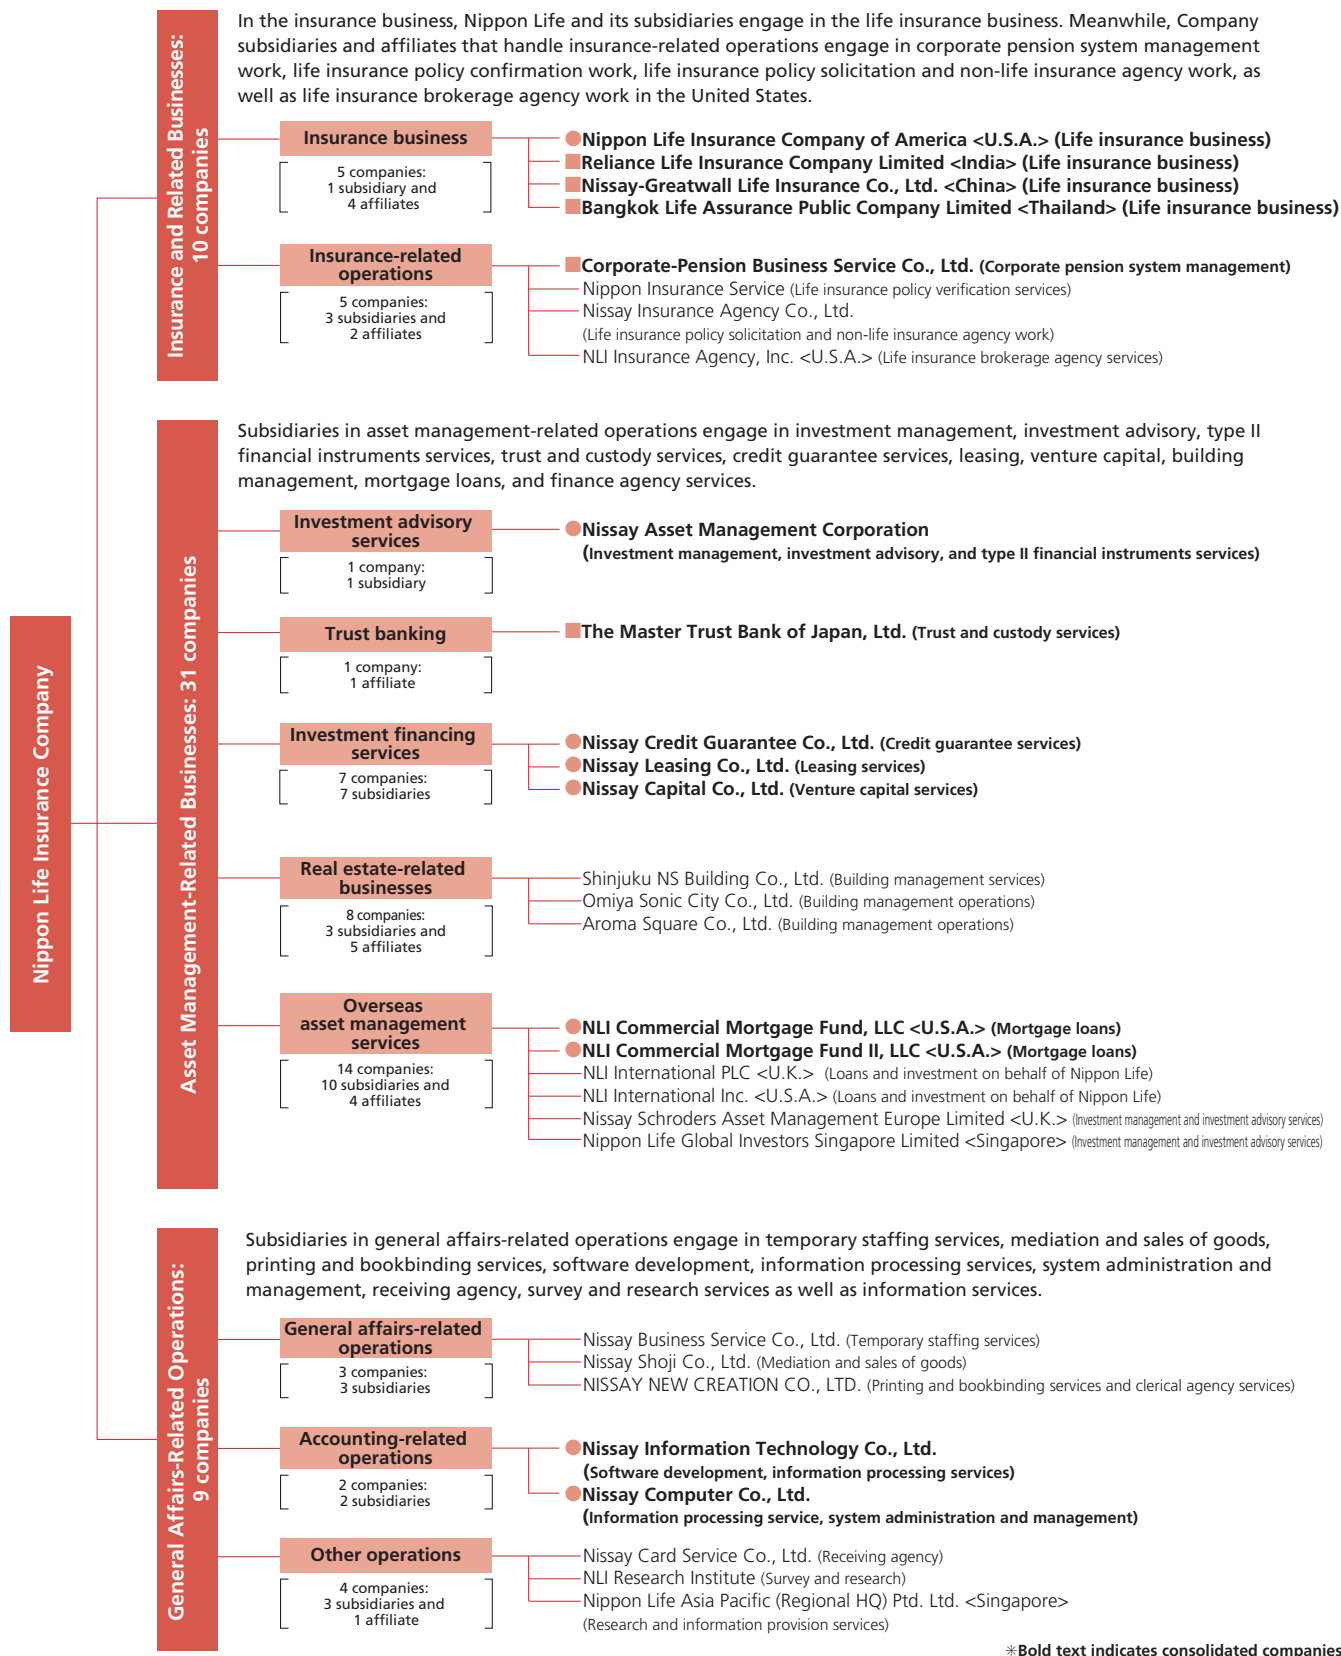 In the insurance business, Nippon Life and its subsidiaries engage in the life insurance business. Meanwhile, Company
subsidiaries and affiliates that handle insurance-related operations engage in corporate pension system management
work, life insurance policy confirmation work, life insurance policy solicitation and non-life insurance agency work, as
well as life insurance brokerage agency work in the United States.
Insurance and Related Businesses:
10 companies
Insurance business
5 companies:
1 subsidiary and
4 affiliates
Nippon Life Insurance Company of America <U.S.A.> (Life insurance business)
Reliance Life Insurance Company Limited <India> (Life insurance business)
Nissay-Greatwall Life Insurance Co., Ltd. <China> (Life insurance business)
Bangkok Life Assurance Public Company Limited <Thailand> (Life insurance business)
Insurance-related
operations
5 companies:
3 subsidiaries and
2 affiliates
Corporate-Pension Business Service Co., Ltd. (Corporate pension system management)
Nippon Insurance Service (Life insurance policy verification services)
Nissay Insurance Agency Co., Ltd.
(Life insurance policy solicitation and non-life insurance agency work)
NLI Insurance Agency, Inc. <U.S.A.> (Life insurance brokerage agency services)
Nippon Life Insurance Company
Asset Management-Related Businesses: 31 companies
Subsidiaries in asset management-related operations engage in investment management, investment advisory, type II
financial instruments services, trust and custody services, credit guarantee services, leasing, venture capital, building
management, mortgage loans, and finance agency services.
Investment advisory
services
1 company:
1 subsidiary
Nissay Asset Management Corporation
(Investment management, investment advisory, and type II financial instruments services)
Trust banking
1 company:
1 affiliate
The Master Trust Bank of Japan, Ltd. (Trust and custody services)
Investment financing
services
7 companies:
7 subsidiaries
Nissay Credit Guarantee Co., Ltd. (Credit guarantee services)
Nissay Leasing Co., Ltd. (Leasing services)
Nissay Capital Co., Ltd. (Venture capital services)
Real estate-related
businesses
8 companies:
3 subsidiaries and
5 affiliates
Shinjuku NS Building Co., Ltd. (Building management services)
Omiya Sonic City Co., Ltd. (Building management operations)
Aroma Square Co., Ltd. (Building management operations)
Overseas
asset management
services
14 companies:
10 subsidiaries and
4 affiliates
NLI Commercial Mortgage Fund, LLC <U.S.A.> (Mortgage loans)
NLI Commercial Mortgage Fund II, LLC <U.S.A.> (Mortgage loans)
NLI International PLC <U.K.> (Loans and investment on behalf of Nippon Life)
NLI International Inc. <U.S.A.> (Loans and investment on behalf of Nippon Life)
Nissay Schroders Asset Management Europe Limited <U.K.> (Investment management and investment advisory services)
Nippon Life Global Investors Singapore Limited <Singapore> (Investment management and investment advisory services)
General Affairs-Related Operations:
9 companies
Subsidiaries in general affairs-related operations engage in temporary staffing services, mediation and sales of goods,
printing and bookbinding services, software development, information processing services, system administration and
management, receiving agency, survey and research services as well as information services.
General affairs-related
operations
3 companies:
3 subsidiaries
Nissay Business Service Co., Ltd. (Temporary staffing services)
Nissay Shoji Co., Ltd. (Mediation and sales of goods)
NISSAY NEW CREATION CO., LTD. (Printing and bookbinding services and clerical agency services)
Accounting-related
operations
2 companies:
2 subsidiaries
Nissay Information Technology Co., Ltd.
(Software development, information processing services)
Nissay Computer Co., Ltd.
(Information processing service, system administration and management)
Other operations
4 companies:
3 subsidiaries and
1 affiliate
Nissay Card Service Co., Ltd. (Receiving agency)
NLI Research Institute (Survey and research)
Nippon Life Asia Pacific (Regional HQ) Ptd. Ltd. <Singapore>
(Research and information provision services)
✳Bold text indicates consolidated companies